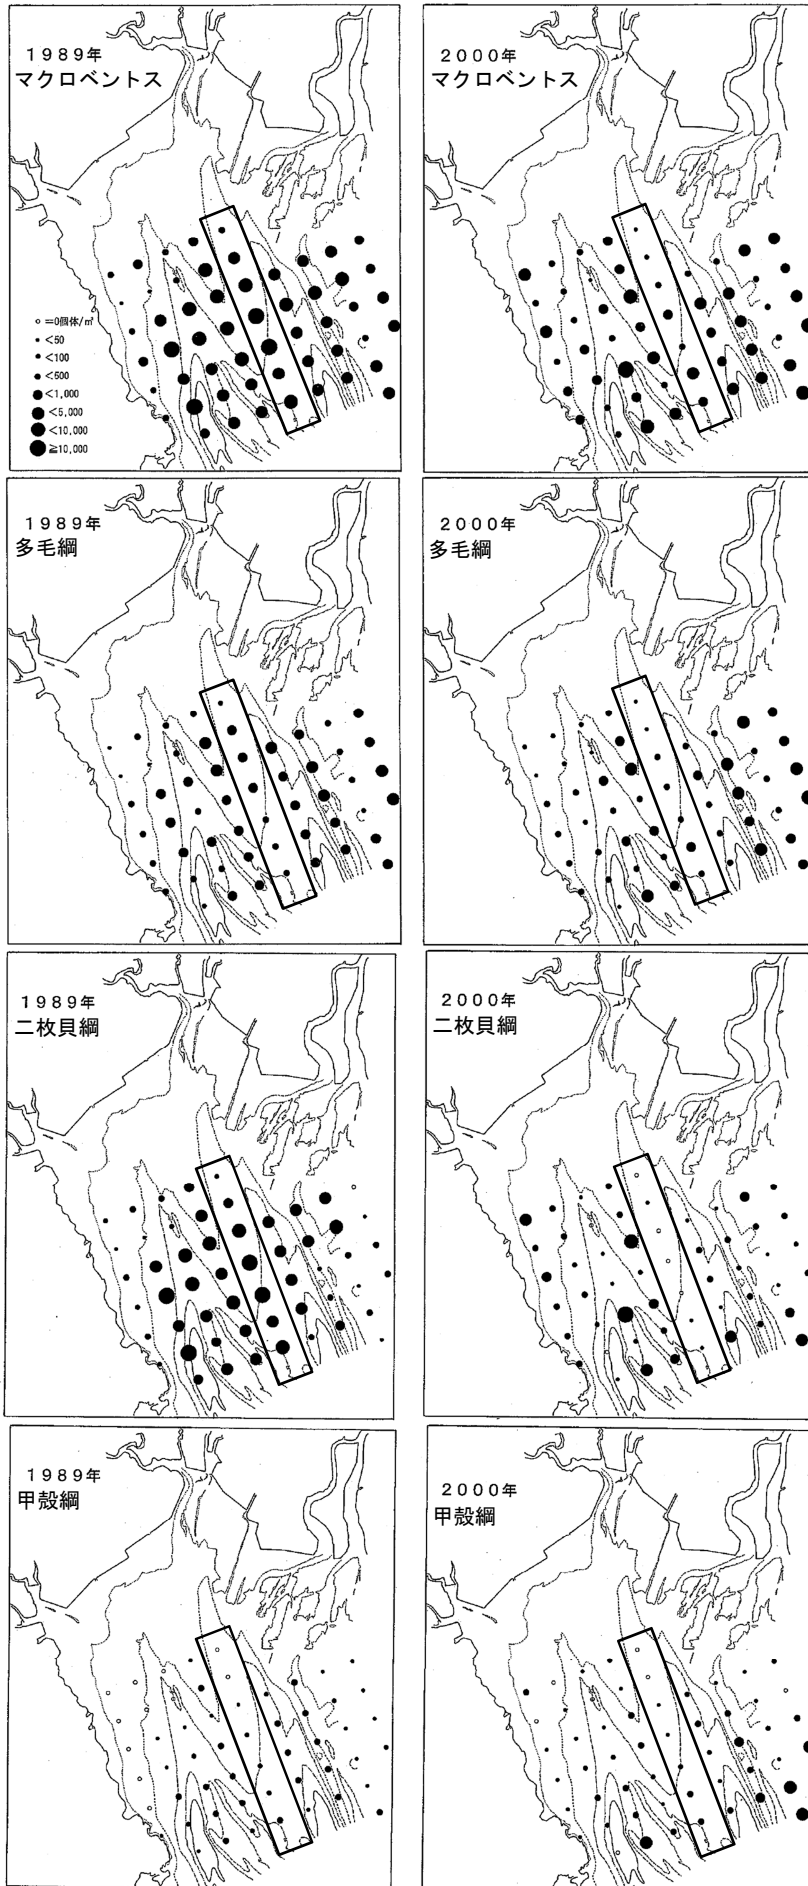 1989年
マクロベントス
○=0個体/㎡
・<50
•<100
●<500
●<1,000
●<5,000
●<10,000
●≧10,000
2000年
マクロベントス
1989年
多毛綱
2000年
多毛綱
1989年
二枚貝綱
2000年
二枚貝綱
1989年
甲殻綱
2000年
甲殻綱